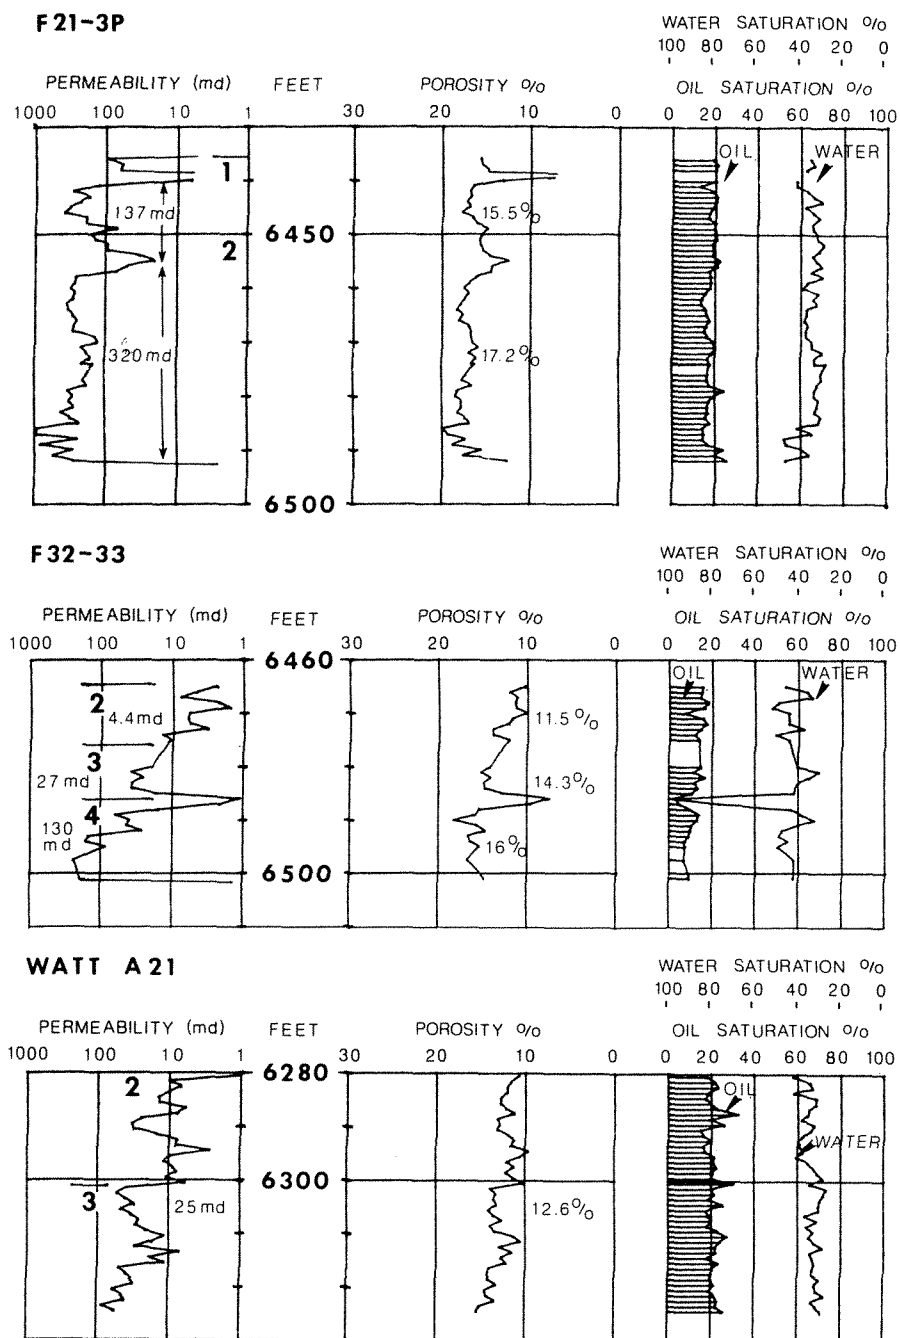 F21-3P
WATER SATURATION %
100 80 60 40 20 0
PERMEABILITY (md) FEET POROSITY % OIL SATURATION %
1000 100 10 1 30 20 10 0 0 20 40 60 80 100
OIL WATER
1
137 md 15.5%
6450
2
320 md 17.2%
6500
F32-33
WATER SATURATION %
100 80 60 40 20 0
PERMEABILITY (md) FEET POROSITY % OIL SATURATION %
1000 100 10 1 30 20 10 0 0 20 40 60 80 100
6460
OIL WATER
2
4.4md 11.5%
3
27 md 14.3%
4
130 md 16%
6500
WATT A21
WATER SATURATION %
100 80 60 40 20 0
PERMEABILITY (md) FEET POROSITY % OIL SATURATION %
1000 100 10 1 30 20 10 0 0 20 40 60 80 100
6280
2
OIL
WATER
6300
3
25 md 12.6%